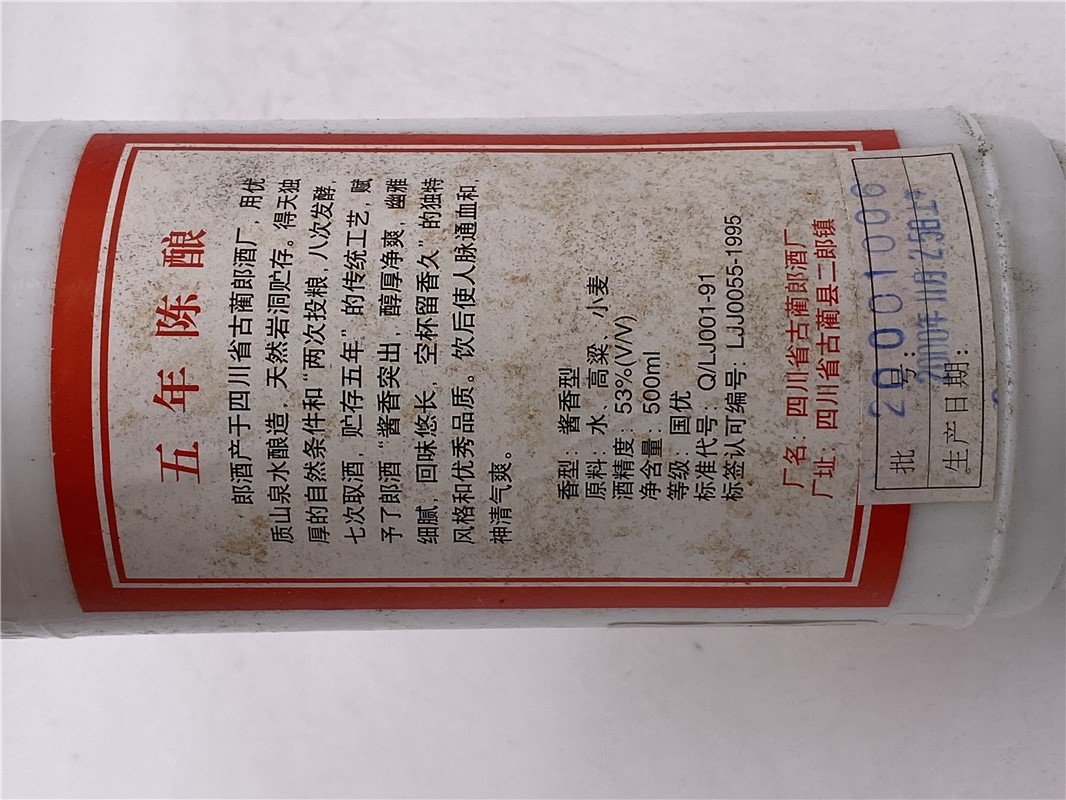 五年陈酿
郎酒产于四川省古蔺郎酒厂，用优
质山泉水酿造，天然岩洞贮存。得天独
厚的自然条件和“两次投粮，八次发酵，
七次取酒，贮存五年”的传统工艺，赋
予了郎酒“酱香突出，醇厚净爽，幽雅
细腻，回味悠长，空杯留香久”的独特
风格和优秀品质。饮后使人脉通血和，
神清气爽。
香型：酱香型
原料：水、高粱、小麦
酒精度：53%(V/V)
净含量：500ml
等级：国优
标准代号：Q/LJ001-91
标签认可编号：LJJ0055-1995
厂名：四川省古蔺郎酒厂
厂址：四川省古蔺县二郎镇
批号：
生产日期：